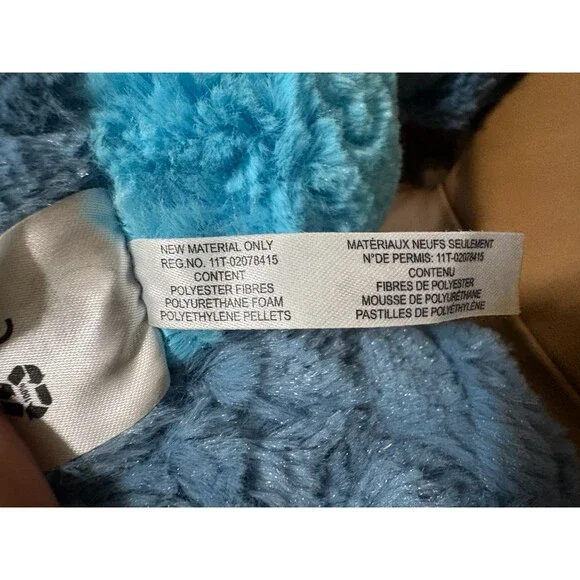 NEW MATERIAL ONLY
REG.NO. 11T-02078415
CONTENT
POLYESTER FIBRES
POLYURETHANE FOAM
POLYETHYLENE PELLETS
MATÉRIAUX NEUFS SEULEMENT
N°DE PERMIS: 11T-02078415
CONTENU
FIBRES DE POLYESTER
MOUSSE DE POLYURÉTHANE
PASTILLES DE POLYÉTHYLÈNE